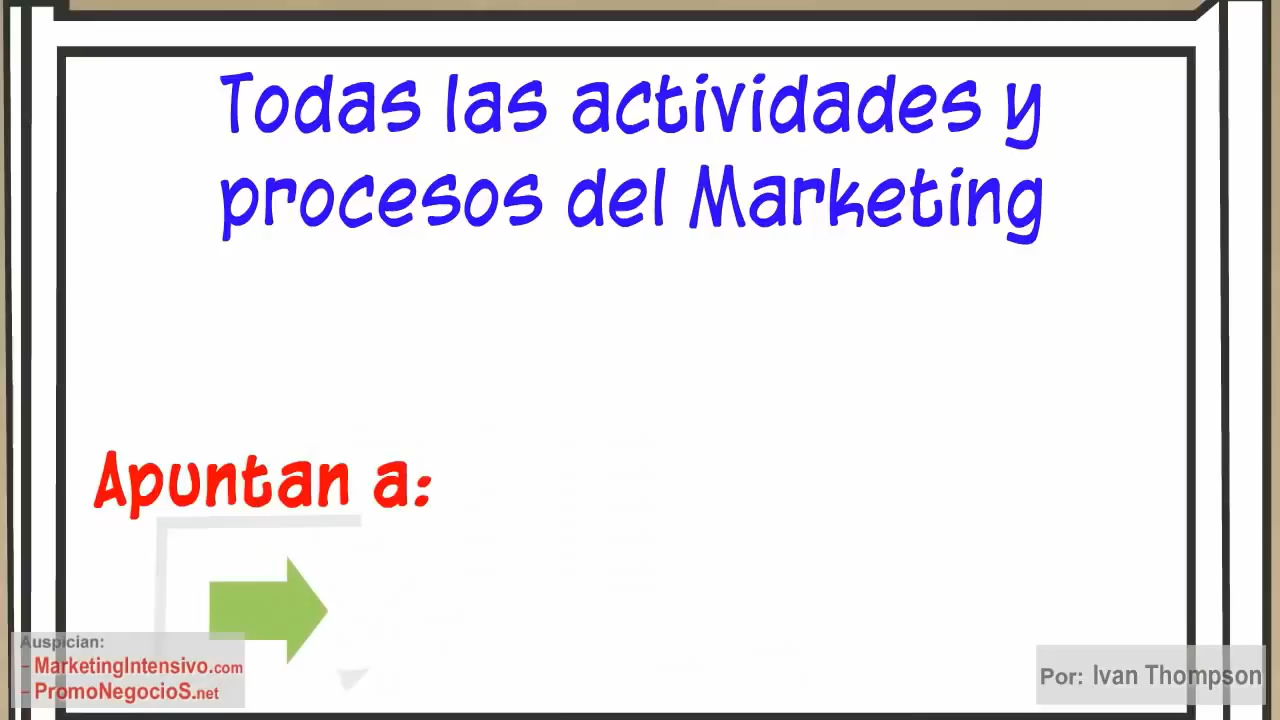 Todas las actividades y
procesos del Marketing
Apuntan a:
Auspician:
- MarketingIntensivo.com
- PromoNegocioS.net
Por: Ivan Thompson